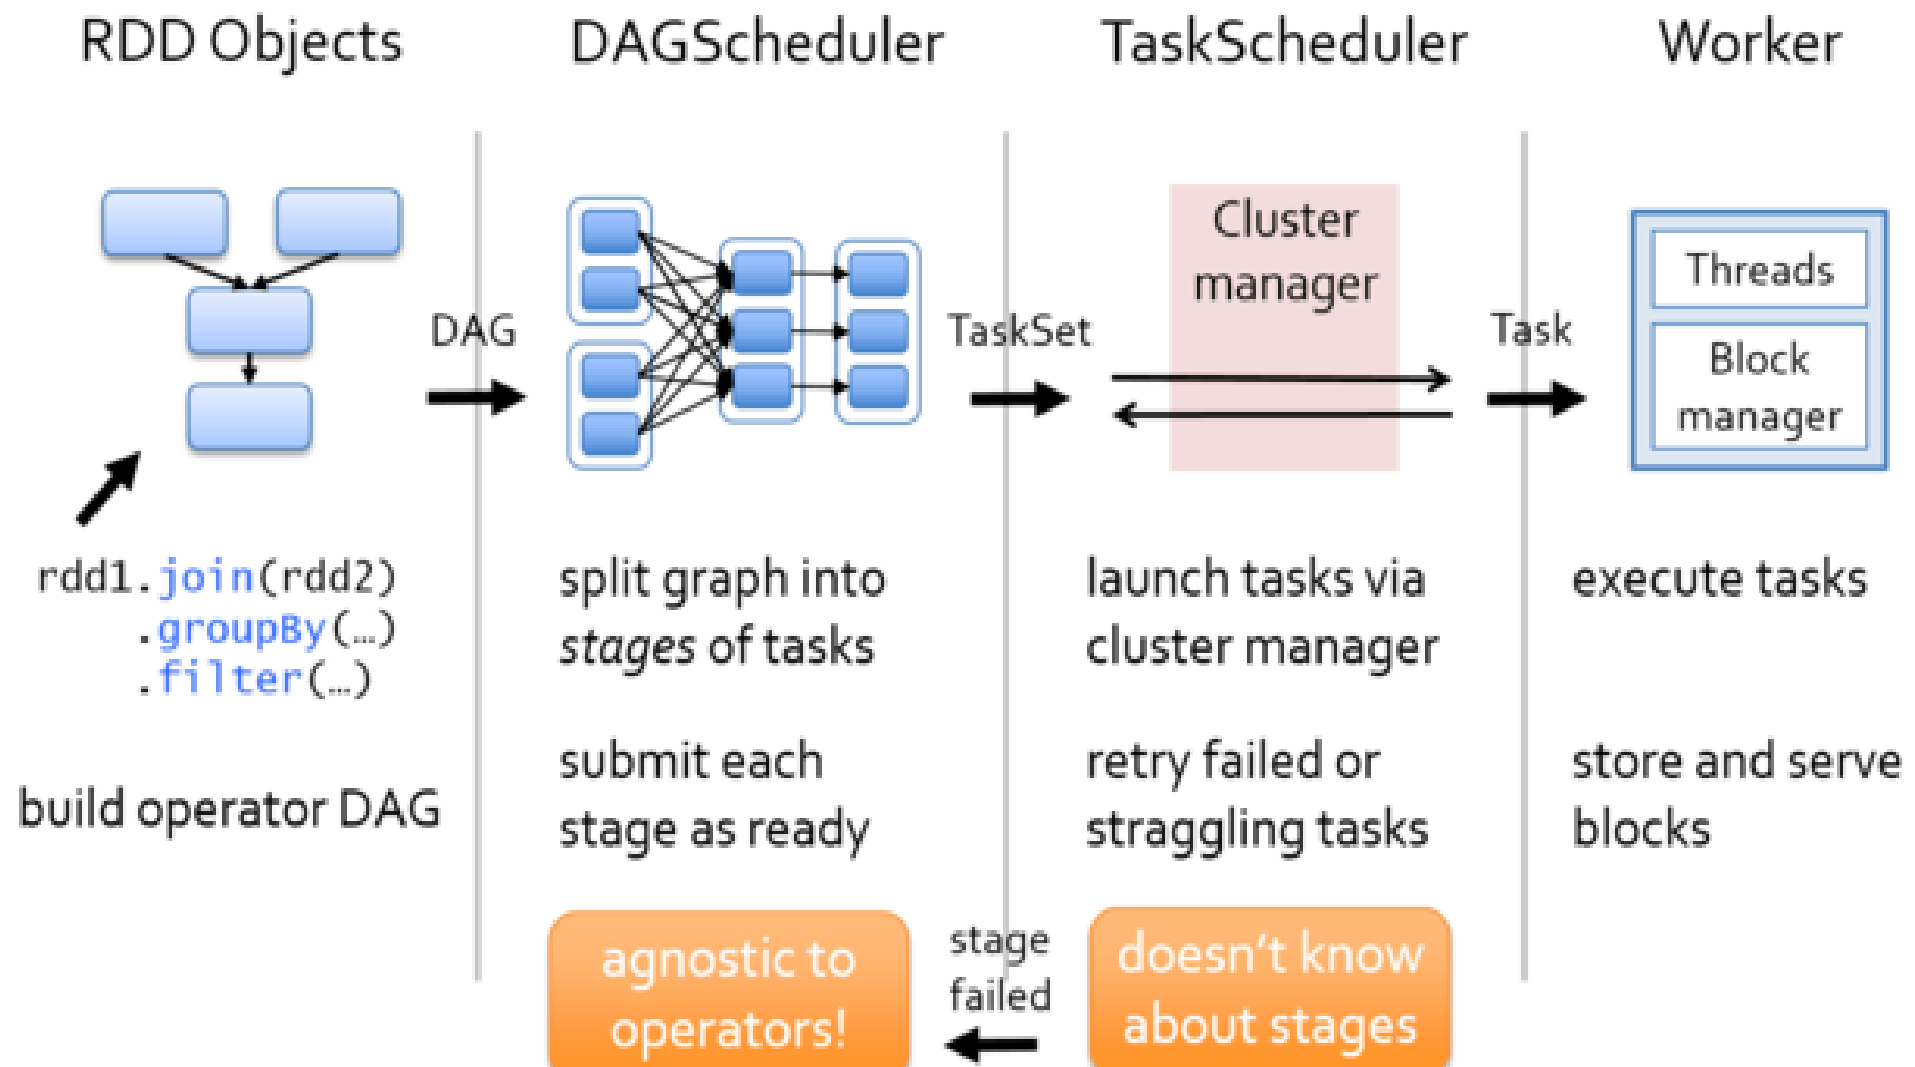 RDD Objects
DAGScheduler
TaskScheduler
Worker
DAG
TaskSet
Cluster
manager
Task
Threads
Block
manager
rdd1.join(rdd2)
.groupBy(…)
.filter(…)
build operator DAG
split graph into
stages of tasks
submit each
stage as ready
launch tasks via
cluster manager
retry failed or
straggling tasks
execute tasks
store and serve
blocks
agnostic to
operators!
stage
failed
doesn't know
about stages